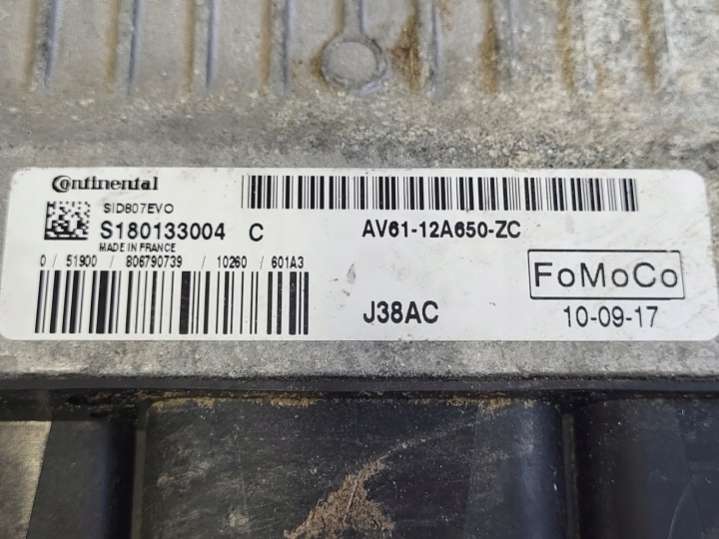 Continental
SID807EVO
S180133004 C
MADE IN FRANCE
0 / 51900 / 806790739 / 10260 / 601A3
AV61-12A650-ZC
J38AC
FoMoCo
10-09-17